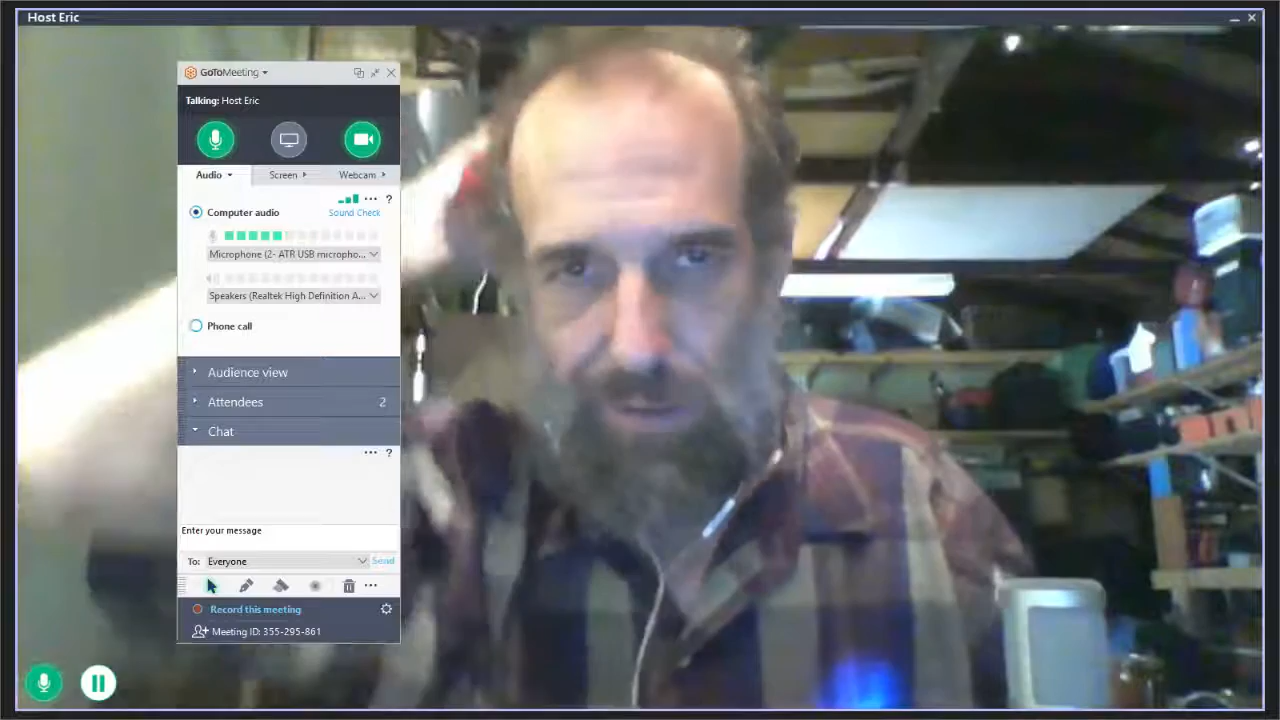 Host Eric
GoToMeeting
Talking: Host Eric
Audio Screen Webcam
?
Computer audio Sound Check
Microphone (2- ATR USB micropho...
Speakers (Realtek High Definition A...
Phone call
Audience view
Attendees 2
Chat
?
Enter your message
To: Everyone Send
Record this meeting
Meeting ID: 355-295-861